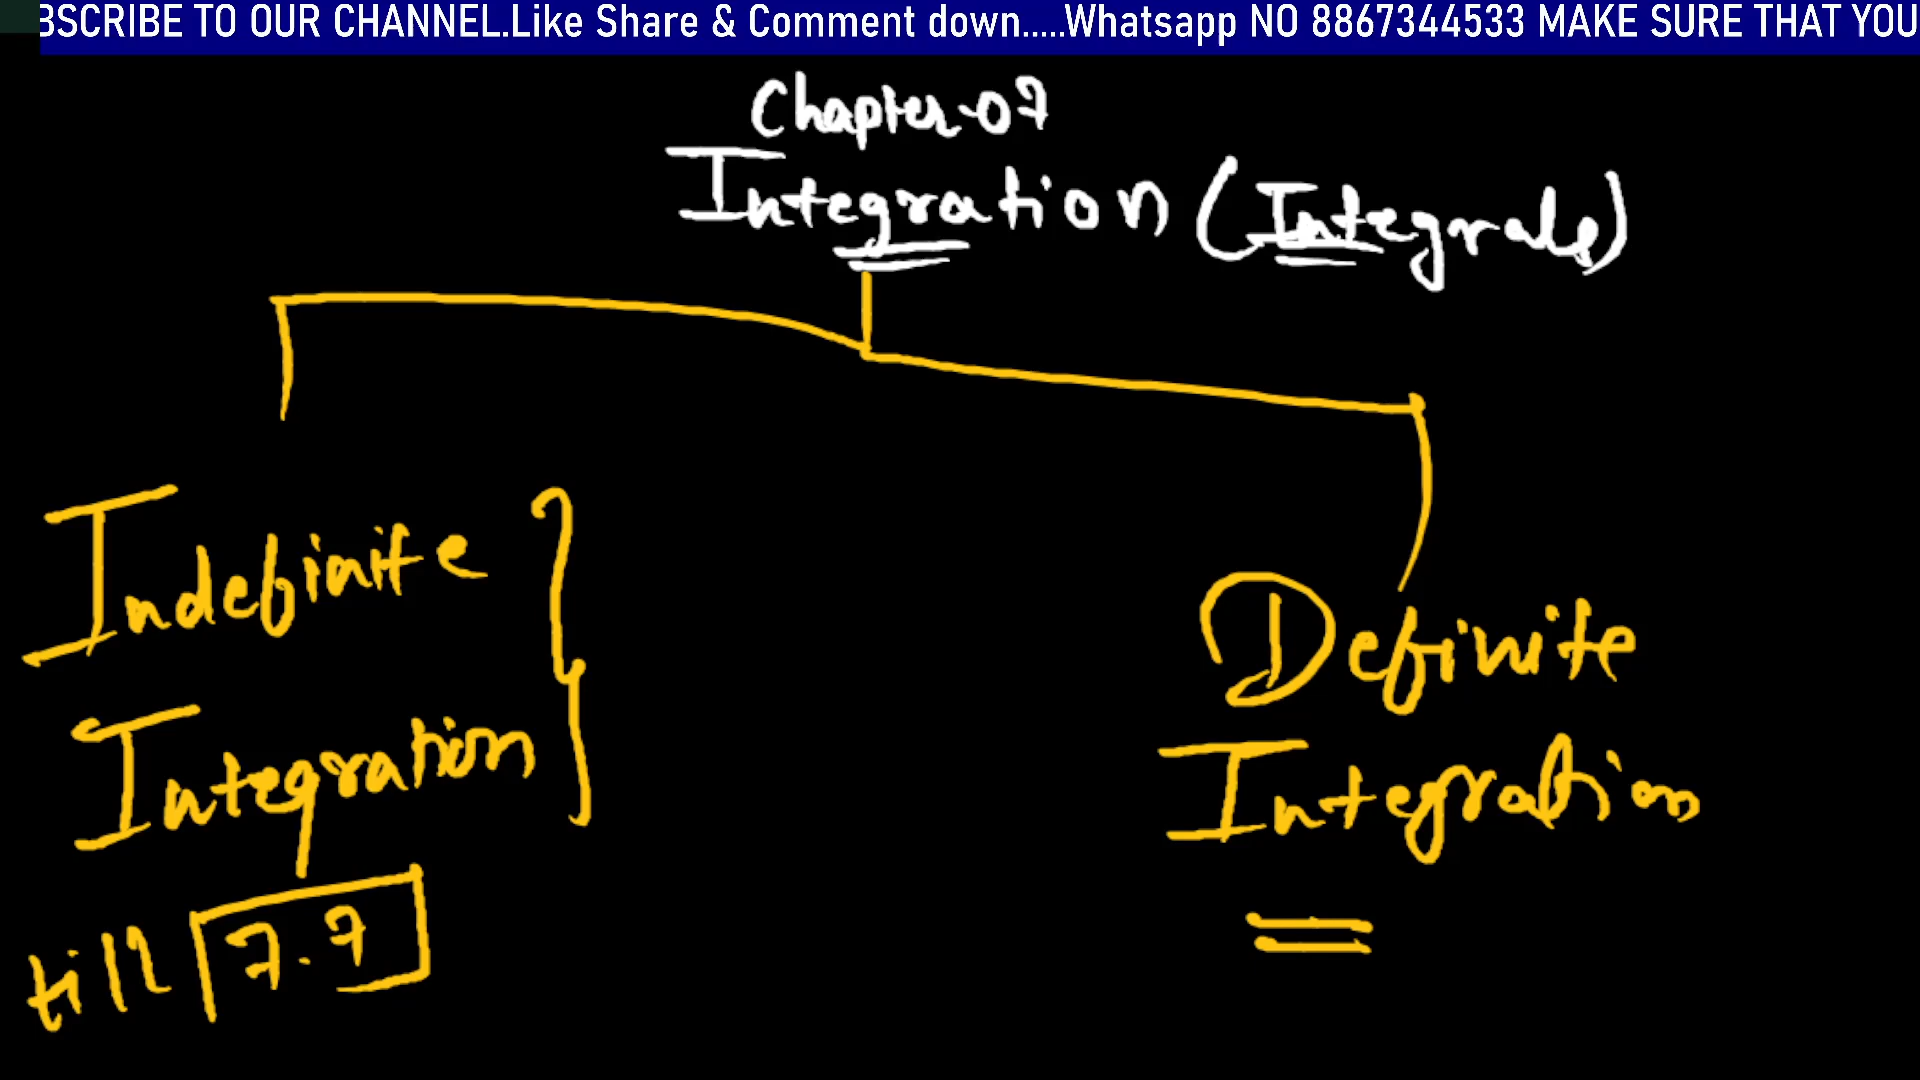 BSCRIBE TO OUR CHANNEL.Like Share & Comment down.....Whatsapp NO 8867344533 MAKE SURE THAT YOU
Chapter-07
Integration (Integrals)
Indefinite
Integration
till 7.7
Definite
Integration